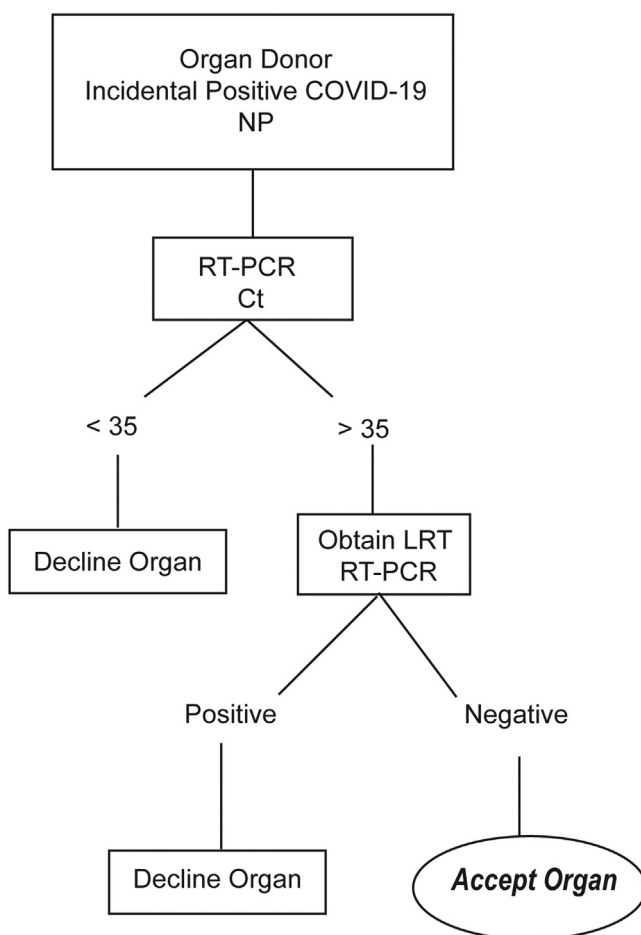 Organ Donor
Incidental Positive COVID-19
NP
RT-PCR
Ct
< 35
> 35
Decline Organ
Obtain LRT
RT-PCR
Positive
Negative
Decline Organ
Accept Organ